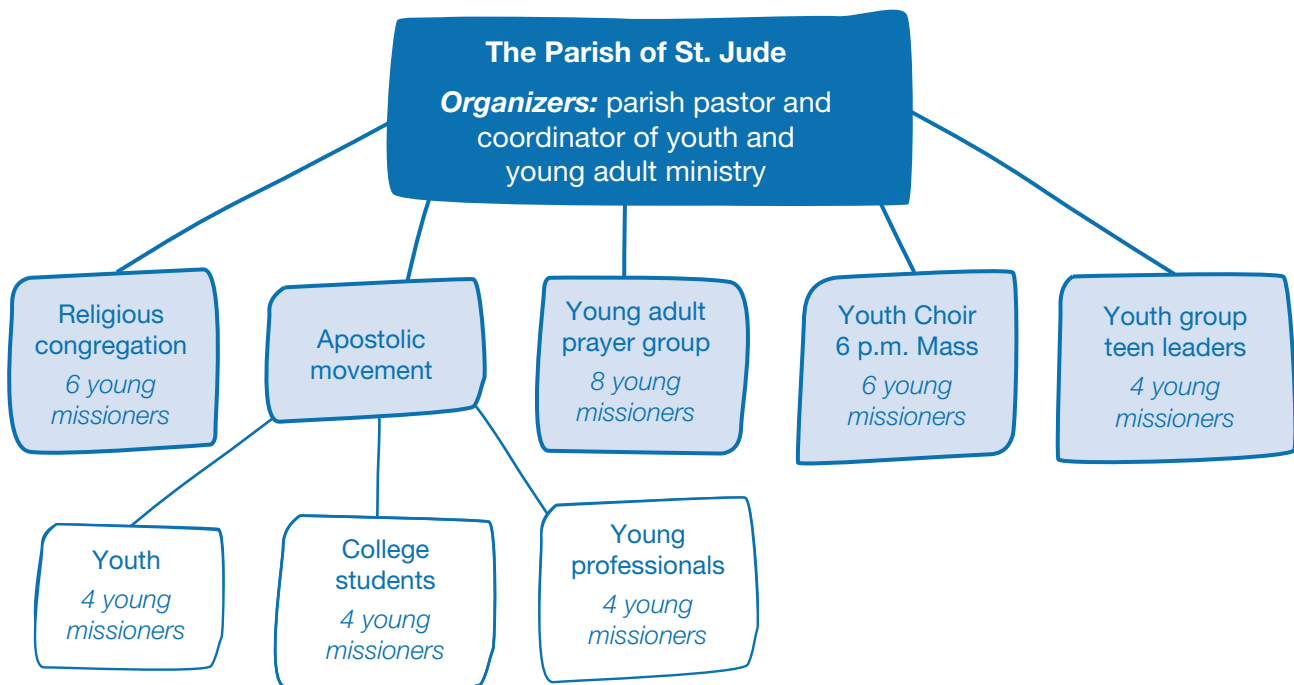 The Parish of St. Jude
Organizers: parish pastor and
coordinator of youth and
young adult ministry
Religious
congregation
6 young
missioners
Apostolic
movement
Young adult
prayer group
8 young
missioners
Youth Choir
6 p.m. Mass
6 young
missioners
Youth group
teen leaders
4 young
missioners
Youth
4 young
missioners
College
students
4 young
missioners
Young
professionals
4 young
missioners